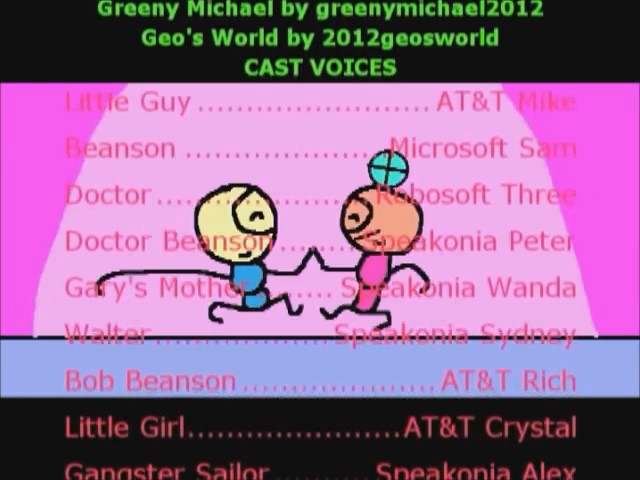 Greeny Michael by greenymichael2012
Geo's World by 2012geosworld
CAST VOICES
Little Guy ........................ AT&T Mike
Beanson ..................... Microsoft Sam
Doctor ........................ Robosoft Three
Doctor Beanson ......... Speakonia Peter
Gary's Mother ......... Speakonia Wanda
Walter .................... Speakonia Sydney
Bob Beanson ..................... AT&T Rich
Little Girl ....................... AT&T Crystal
Gangster Sailor ........... Speakonia Alex